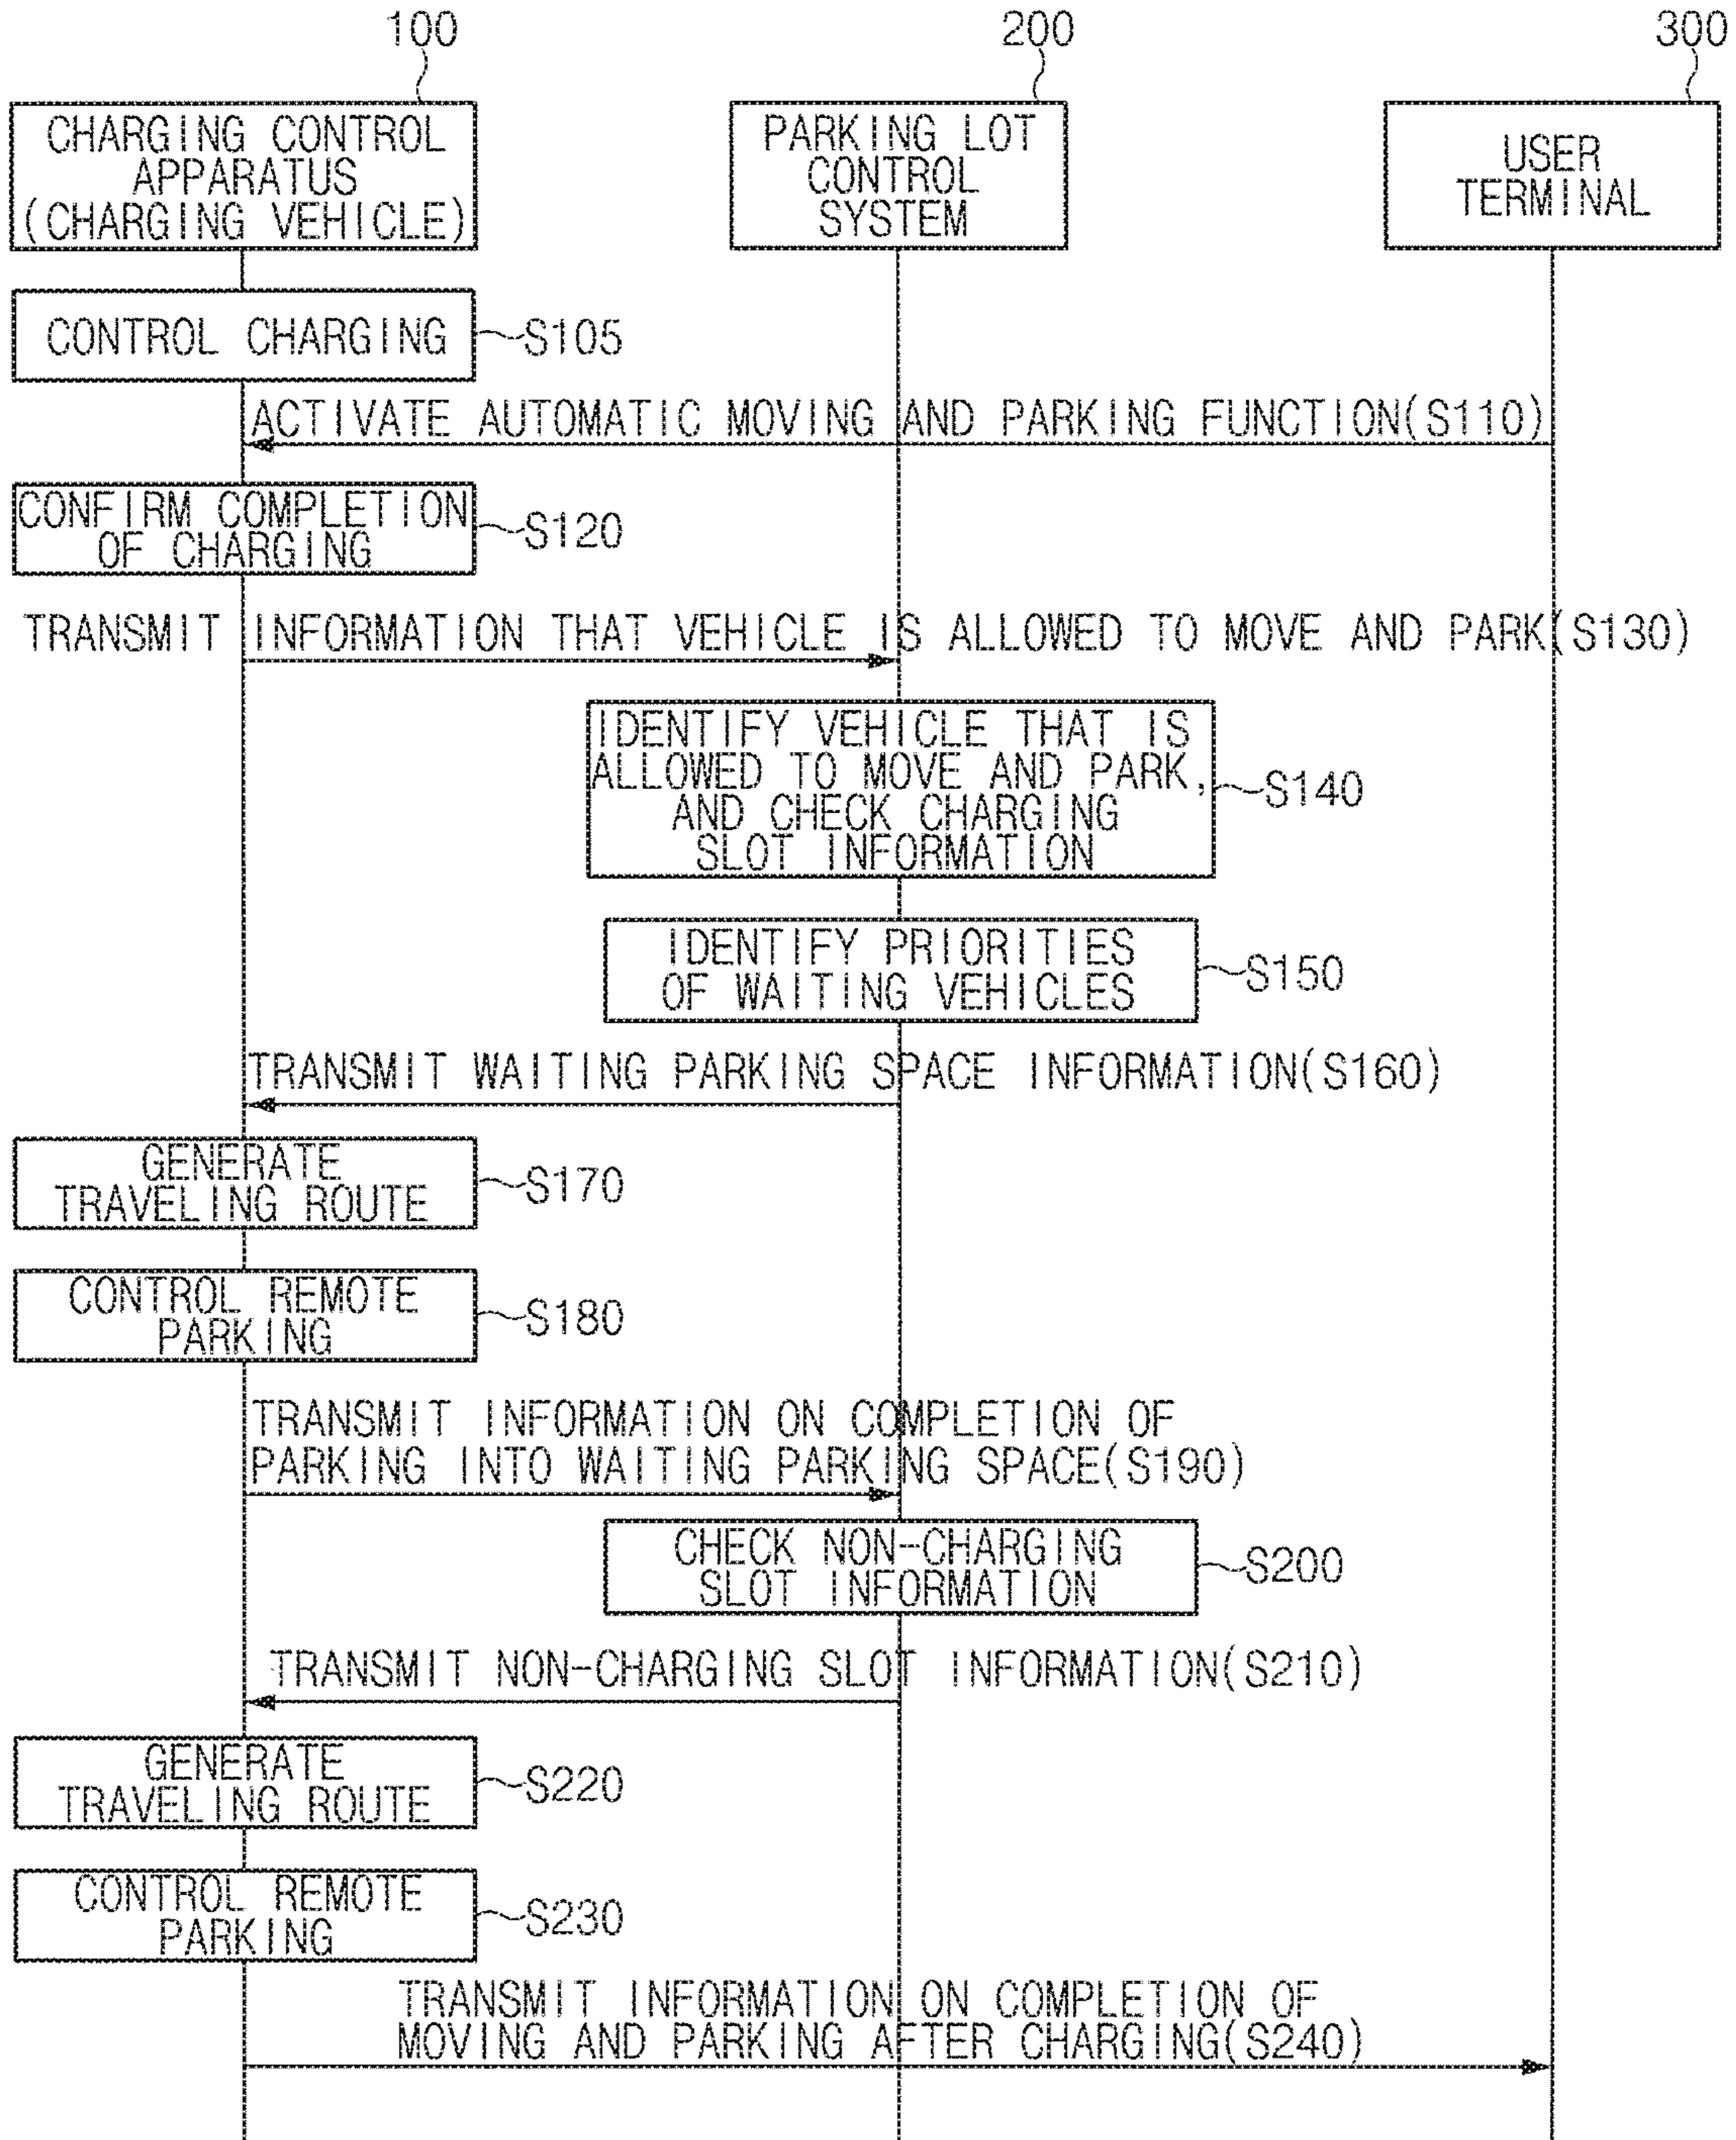 100
200
300
CHARGING CONTROL
APPARATUS
(CHARGING VEHICLE)
PARKING LOT
CONTROL
SYSTEM
USER
TERMINAL
CONTROL CHARGING
S105
ACTIVATE AUTOMATIC MOVING AND PARKING FUNCTION(S110)
CONFIRM COMPLETION
OF CHARGING
S120
TRANSMIT INFORMATION THAT VEHICLE IS ALLOWED TO MOVE AND PARK(S130)
IDENTIFY VEHICLE THAT IS
ALLOWED TO MOVE AND PARK,
AND CHECK CHARGING
SLOT INFORMATION
S140
IDENTIFY PRIORITIES
OF WAITING VEHICLES
S150
TRANSMIT WAITING PARKING SPACE INFORMATION(S160)
GENERATE
TRAVELING ROUTE
S170
CONTROL REMOTE
PARKING
S180
TRANSMIT INFORMATION ON COMPLETION OF
PARKING INTO WAITING PARKING SPACE(S190)
CHECK NON-CHARGING
SLOT INFORMATION
S200
TRANSMIT NON-CHARGING SLOT INFORMATION(S210)
GENERATE
TRAVELING ROUTE
S220
CONTROL REMOTE
PARKING
S230
TRANSMIT INFORMATION ON COMPLETION OF
MOVING AND PARKING AFTER CHARGING(S240)